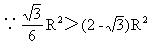 ∵ √3/6 R²＞(2-√3)R²